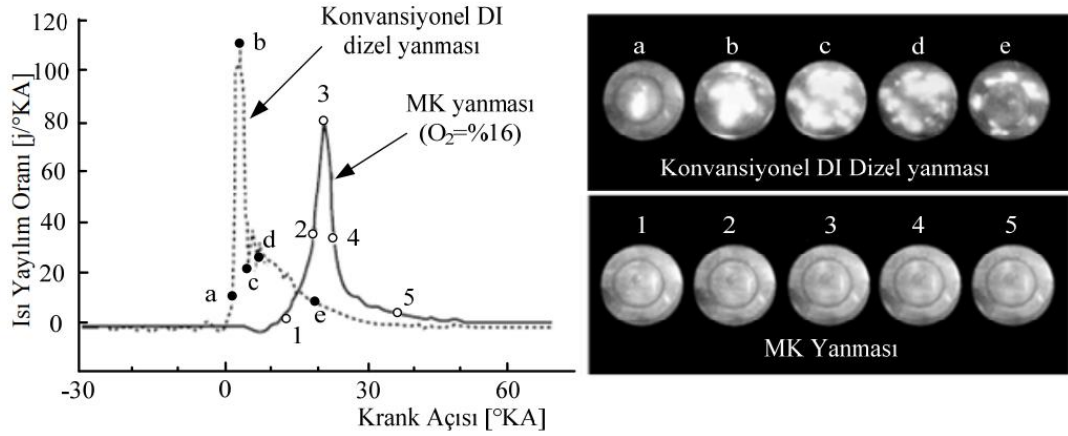 Isı Yayılım Oranı [j/°KA]
120
100
80
60
40
20
0
-30
0
30
60
Krank Açısı [°KA]
Konvansiyonel DI
dizel yanması
MK yanması
(O₂=%16)
a
b
c
d
e
1
2
3
4
5
a b c d e
Konvansiyonel DI Dizel yanması
1 2 3 4 5
MK Yanması